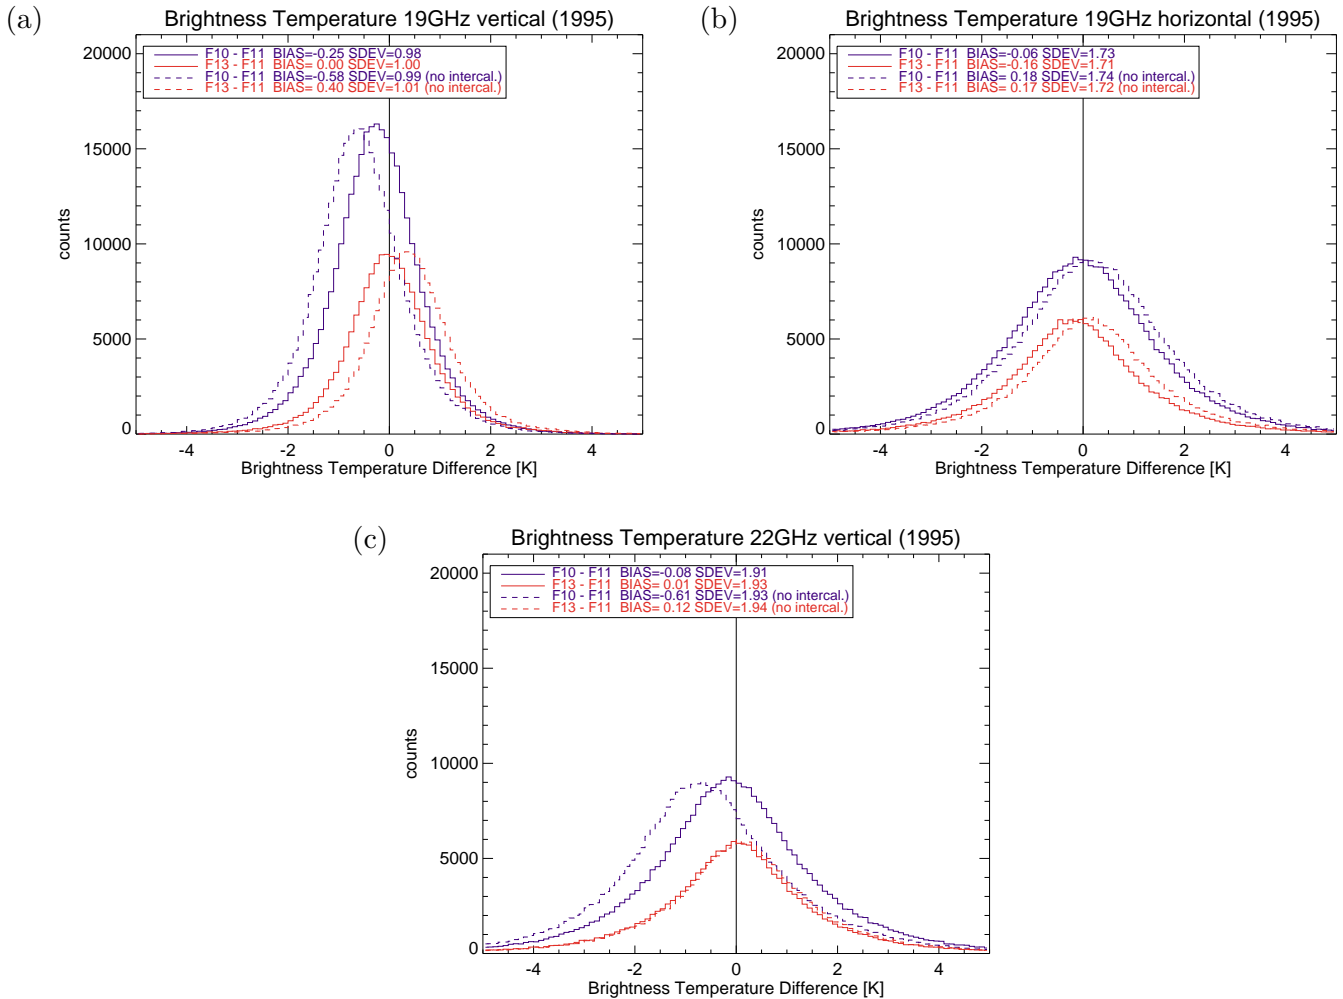 (a)
Brightness Temperature 19GHz vertical (1995)
20000
15000
10000
5000
0
counts
F10 - F11 BIAS=-0.25 SDEV=0.98
F13 - F11 BIAS= 0.00 SDEV=1.00
F10 - F11 BIAS=-0.58 SDEV=0.99 (no intercal.)
F13 - F11 BIAS= 0.40 SDEV=1.01 (no intercal.)
-4 -2 0 2 4
Brightness Temperature Difference [K]
(b)
Brightness Temperature 19GHz horizontal (1995)
20000
15000
10000
5000
0
counts
F10 - F11 BIAS=-0.06 SDEV=1.73
F13 - F11 BIAS=-0.16 SDEV=1.71
F10 - F11 BIAS= 0.18 SDEV=1.74 (no intercal.)
F13 - F11 BIAS= 0.17 SDEV=1.72 (no intercal.)
-4 -2 0 2 4
Brightness Temperature Difference [K]
(c)
Brightness Temperature 22GHz vertical (1995)
20000
15000
10000
5000
0
counts
F10 - F11 BIAS=-0.08 SDEV=1.91
F13 - F11 BIAS= 0.01 SDEV=1.93
F10 - F11 BIAS=-0.61 SDEV=1.93 (no intercal.)
F13 - F11 BIAS= 0.12 SDEV=1.94 (no intercal.)
-4 -2 0 2 4
Brightness Temperature Difference [K]